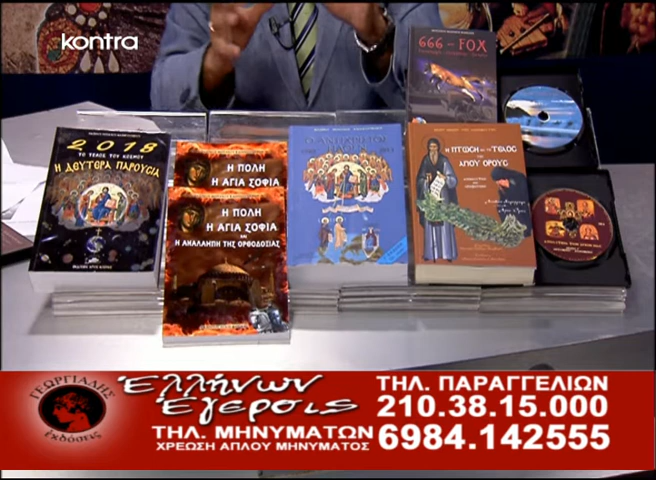 kontra
666 - FOX
2018
ΤΟ ΤΕΛΟΣ ΤΟΥ ΚΟΣΜΟΥ
Η ΔΕΥΤΕΡΑ ΠΑΡΟΥΣΙΑ
Η ΠΟΛΗ
Η ΑΓΙΑ ΣΟΦΙΑ
Η ΠΟΛΗ
Η ΑΓΙΑ ΣΟΦΙΑ
και
Η ΑΝΑΛΑΜΠΗ ΤΗΣ ΟΡΘΟΔΟΞΙΑΣ
Η ΠΤΩΣΗ και το ΤΕΛΟΣ
του
ΑΓΙΟΥ ΟΡΟΥΣ
ΓΕΩΡΓΙΑΔΗΣ
εκδόσεις
Ἑλλήνων
Ἔγερσις
ΤΗΛ. ΠΑΡΑΓΓΕΛΙΩΝ
210.38.15.000
ΤΗΛ. ΜΗΝΥΜΑΤΩΝ 6984.142555
ΧΡΕΩΣΗ ΑΠΛΟΥ ΜΗΝΥΜΑΤΟΣ